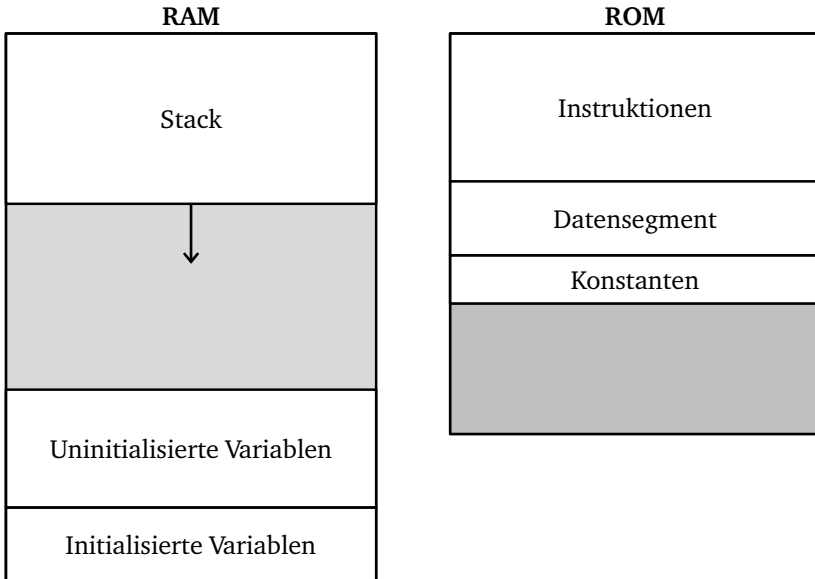 RAM
Stack
Uninitialisierte Variablen
Initialisierte Variablen
ROM
Instruktionen
Datensegment
Konstanten